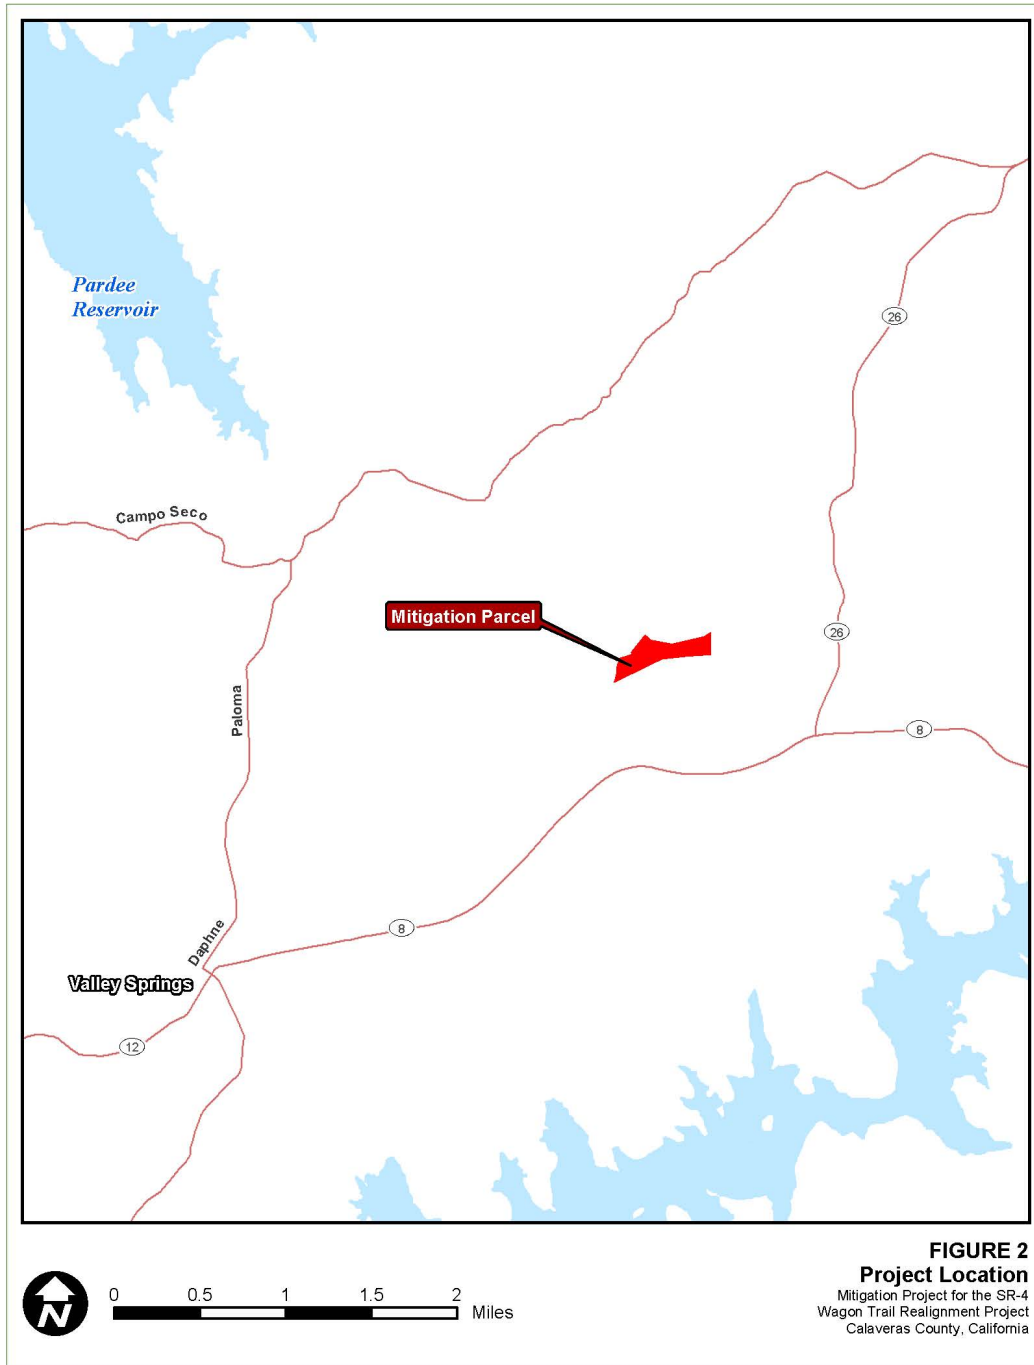 Pardee
Reservoir
26
Campo Seco
Mitigation Parcel
26
Paloma
8
8
Daphne
Valley Springs
12
FIGURE 2
Project Location
Mitigation Project for the SR-4
Wagon Trail Realignment Project
Calaveras County, California
N
0 0.5 1 1.5 2
Miles